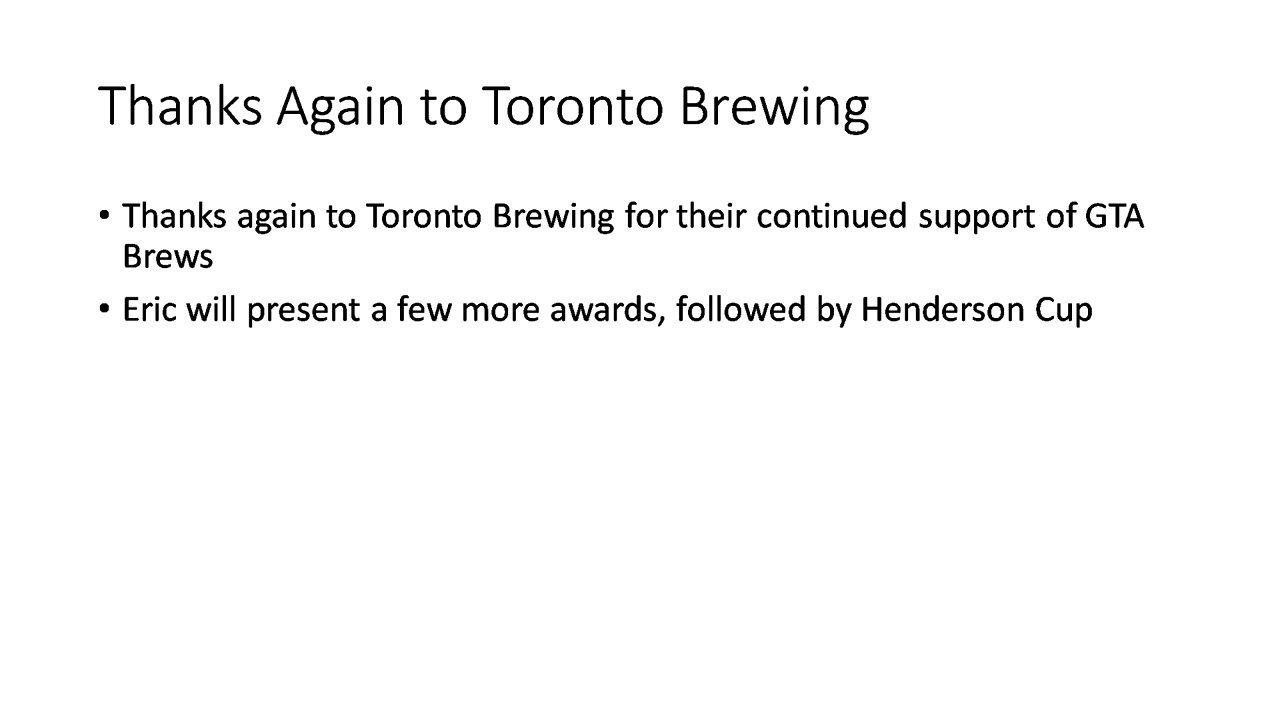 Thanks Again to Toronto Brewing
• Thanks again to Toronto Brewing for their continued support of GTA
Brews
• Eric will present a few more awards, followed by Henderson Cup